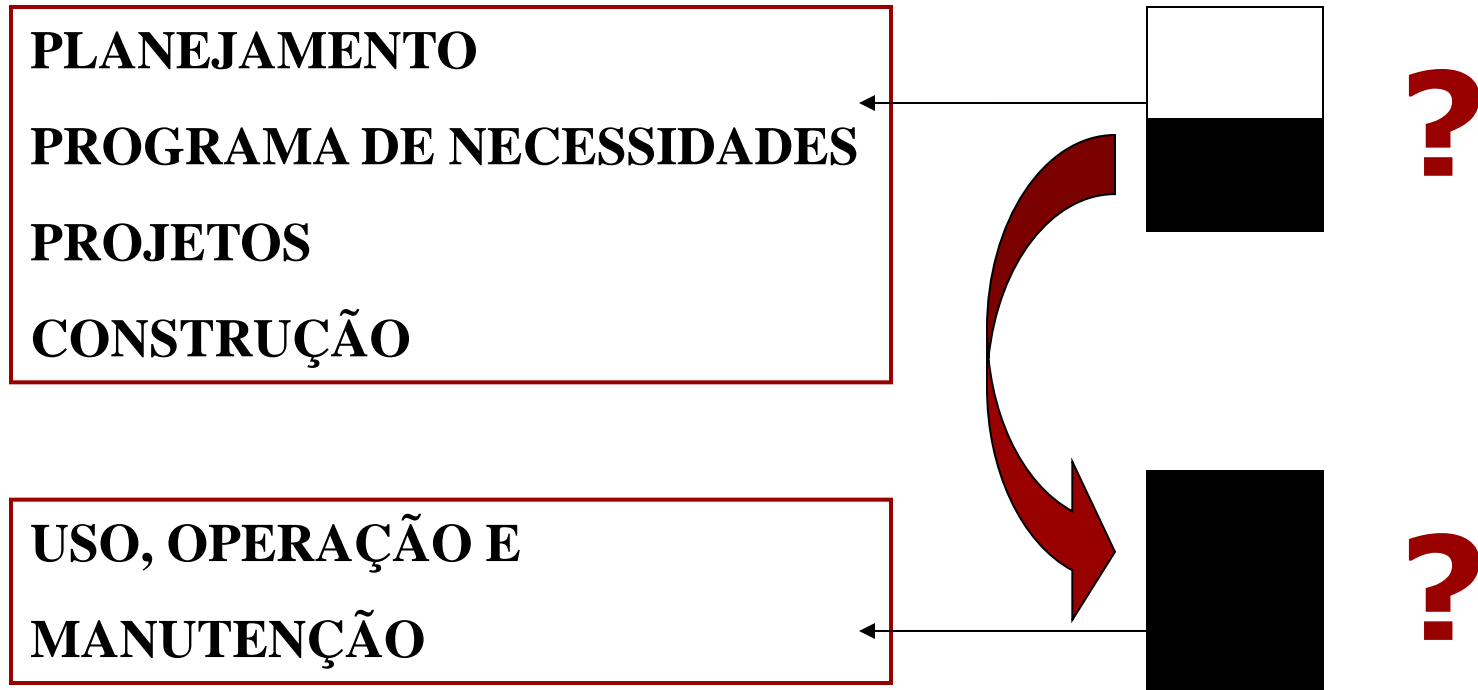 PLANEJAMENTO
?
PROGRAMA DE NECESSIDADES
PROJETOS
CONSTRUÇÃO
USO, OPERAÇÃO E
?
MANUTENÇÃO